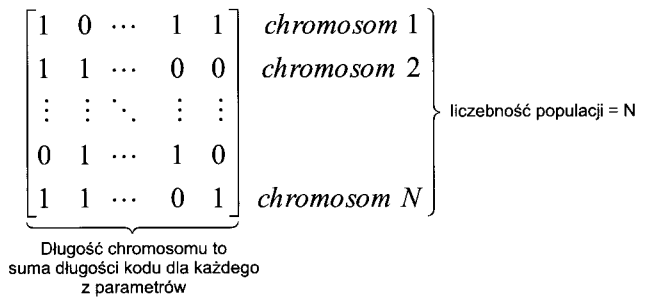 1 0 ⋯ 1 1 chromosom 1
1 1 ⋯ 0 0 chromosom 2
⋮ ⋮ ⋱ ⋮ ⋮
liczebność populacji = N
0 1 ⋯ 1 0
1 1 ⋯ 0 1 chromosom N
Długość chromosomu to
suma długości kodu dla każdego
z parametrów